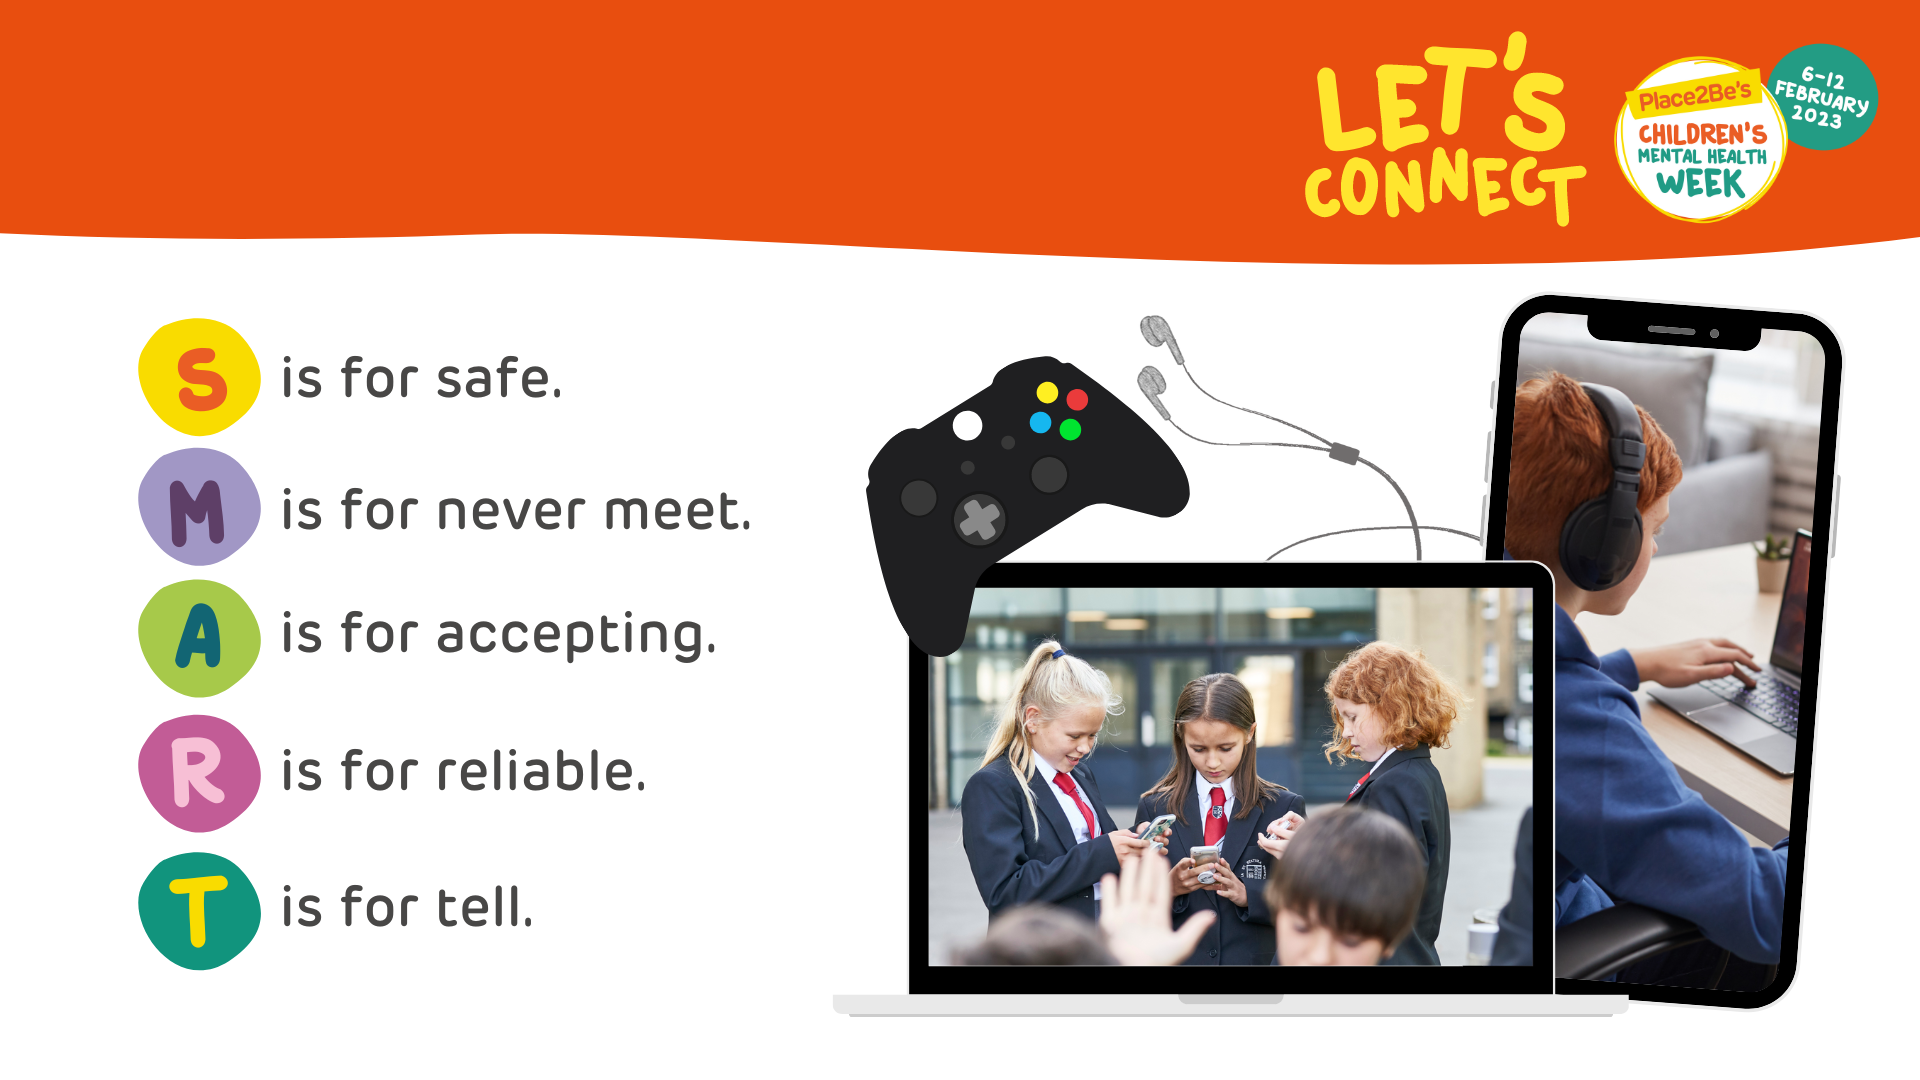 LET'S
CONNECT
Place2Be's
CHILDREN'S
MENTAL HEALTH
WEEK
6-12
FEBRUARY
2023
S is for safe.
M is for never meet.
A is for accepting.
R is for reliable.
T is for tell.